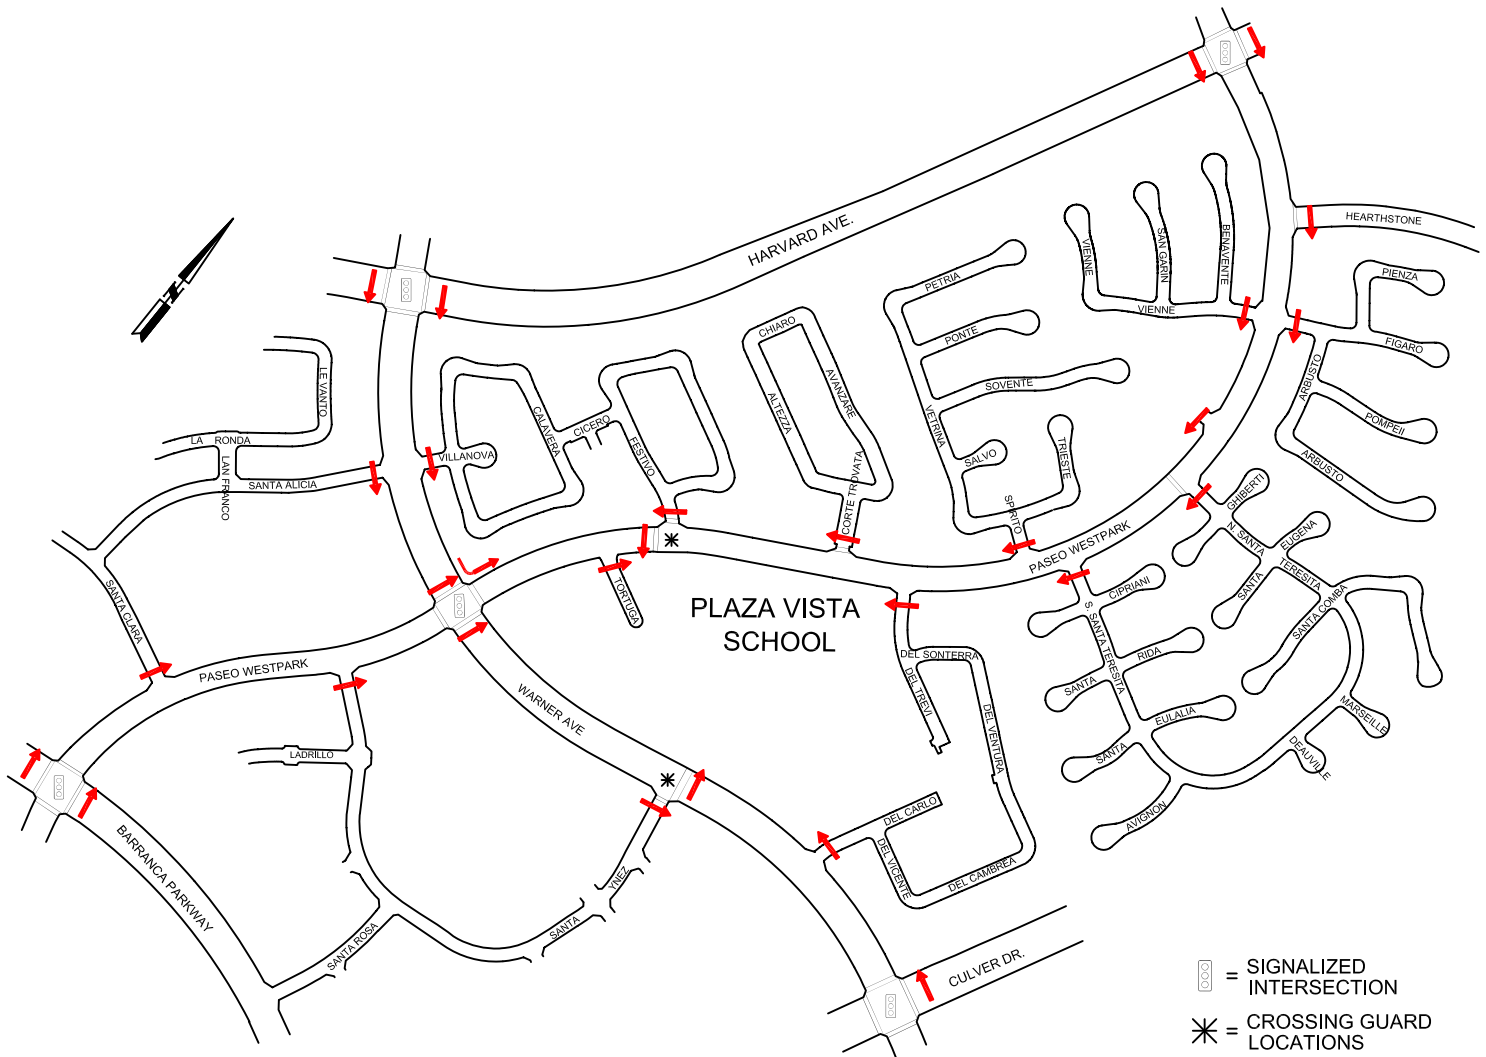 HARVARD AVE.
HEARTHSTONE
PIENZA
FIGARO
ARBUSTO
POMPEII
ARBUSTO
VIENNE
SAN GARIN
BENAVENTE
VIENNE
PETRIA
PONTE
SOVENTE
VETRINA
SALVO
TRIESTE
SPIRITO
CHIARO
AVANZARE
ALTEZZA
CORTE TROVATA
CALAVERA
CICERO
FESTIVO
VILLANOVA
LE VANTO
LA RONDA
LAN FRANCO
SANTA ALICIA
SANTA CLARA
PASEO WESTPARK
PASEO WESTPARK
TORTUGA
PLAZA VISTA
SCHOOL
GHIBERTI
N. SANTA
TERESITA
EUGENA
SANTA
SANTA COMBA
CIPRIANI
S. SANTA TERESITA
RIDA
SANTA
EULALIA
SANTA
AVIGNON
MARSEILLE
DEAUVILLE
DEL SONTERRA
DEL TREVI
DEL VENTURA
DEL CARLO
DEL VICENTE
DEL CAMBREA
WARNER AVE
LADRILLO
BARRANCA PARKWAY
SANTA ROSA
SANTA
YNEZ
CULVER DR.
= SIGNALIZED
INTERSECTION
= CROSSING GUARD
LOCATIONS